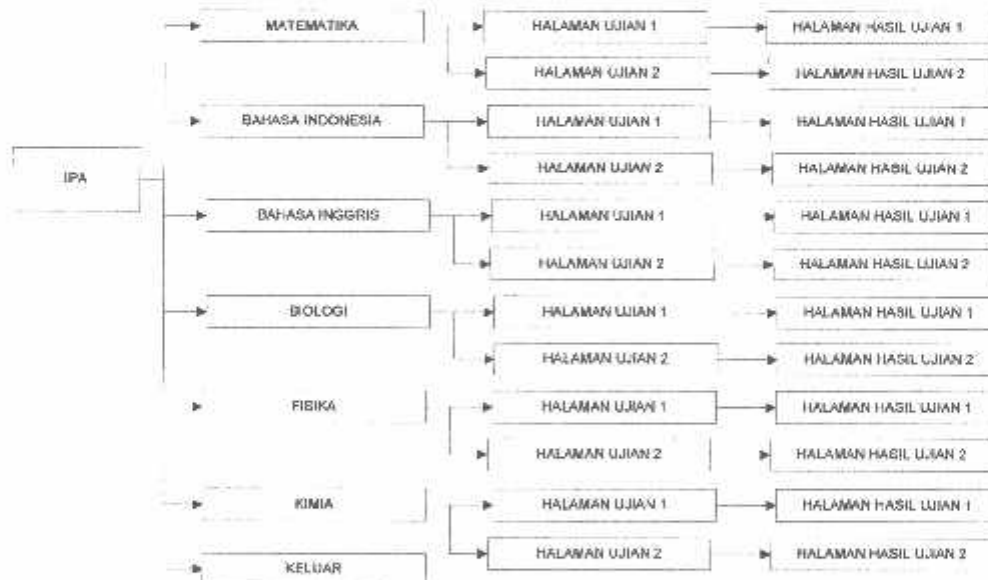 MATEMATIKA HALAMAN UJIAN 1 HALAMAN HASIL UJIAN 1
HALAMAN UJIAN 2 HALAMAN HASIL UJIAN 2
BAHASA INDONESIA HALAMAN UJIAN 1 HALAMAN HASIL UJIAN 1
IPA HALAMAN UJIAN 2 HALAMAN HASIL UJIAN 2
BAHASA INGGRIS HALAMAN UJIAN 1 HALAMAN HASIL UJIAN 1
HALAMAN UJIAN 2 HALAMAN HASIL UJIAN 2
BIOLOGI HALAMAN UJIAN 1 HALAMAN HASIL UJIAN 1
HALAMAN UJIAN 2 HALAMAN HASIL UJIAN 2
FISIKA HALAMAN UJIAN 1 HALAMAN HASIL UJIAN 1
HALAMAN UJIAN 2 HALAMAN HASIL UJIAN 2
KIMIA HALAMAN UJIAN 1 HALAMAN HASIL UJIAN 1
HALAMAN UJIAN 2 HALAMAN HASIL UJIAN 2
KELUAR